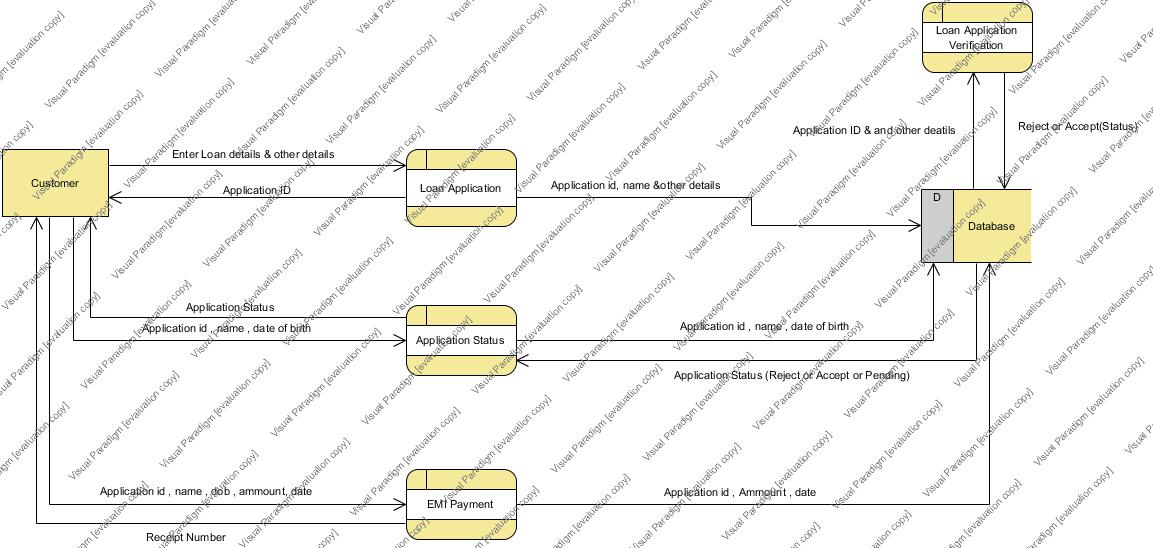 Loan Application
Verification
Application ID & and other deatils
Reject or Accept(Status)
Enter Loan details & other details
Customer
Application ID
Loan Application
Application id, name &other details
D
Database
Application Status
Application id , name , date of birth
Application Status
Application id , name , date of birth
Application Status (Reject or Accept or Pending)
Application id , name , dob , ammount, date
EMI Payment
Application id , Ammount , date
Receipt Number
Visual Paradigm [evaluation copy]